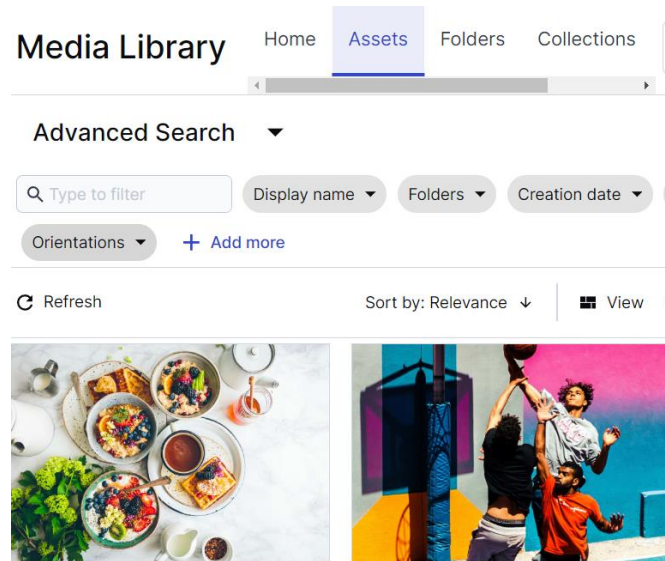 Media Library Home Assets Folders Collections
Advanced Search
Type to filter Display name Folders Creation date
Orientations + Add more
Refresh Sort by: Relevance View